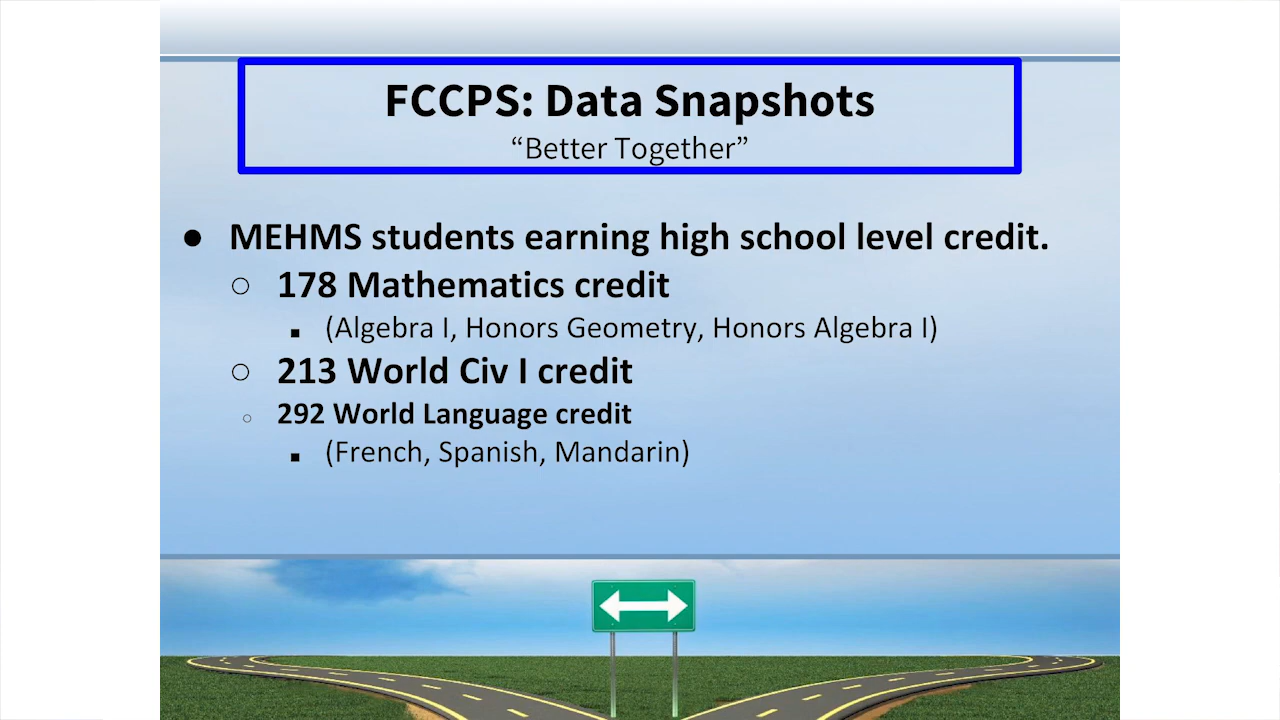 FCCPS: Data Snapshots
“Better Together”
● MEHMS students earning high school level credit.
○ 178 Mathematics credit
■ (Algebra I, Honors Geometry, Honors Algebra I)
○ 213 World Civ I credit
○ 292 World Language credit
■ (French, Spanish, Mandarin)